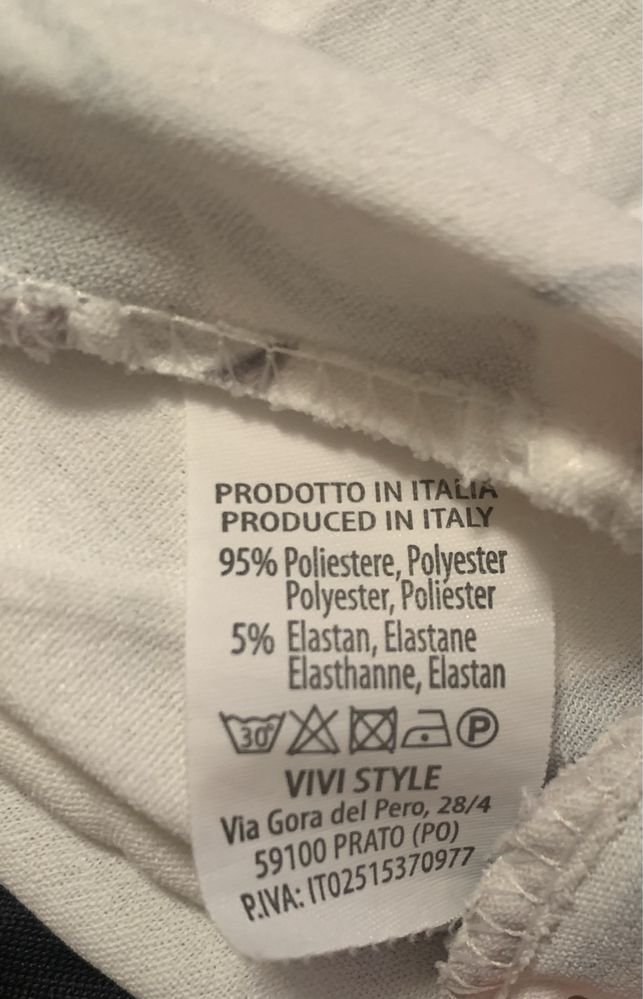 PRODOTTO IN ITALIA
PRODUCED IN ITALY
95% Poliestere, Polyester
Polyester, Poliester
5% Elastan, Elastane
Elasthanne, Elastan
30° P
VIVI STYLE
Via Gora del Pero, 28/4
59100 PRATO (PO)
P.IVA: IT02515370977